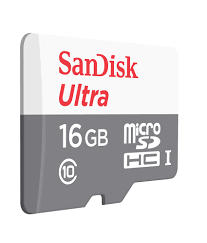 SanDisk
Ultra
16GB
micro
SD
HC I
10